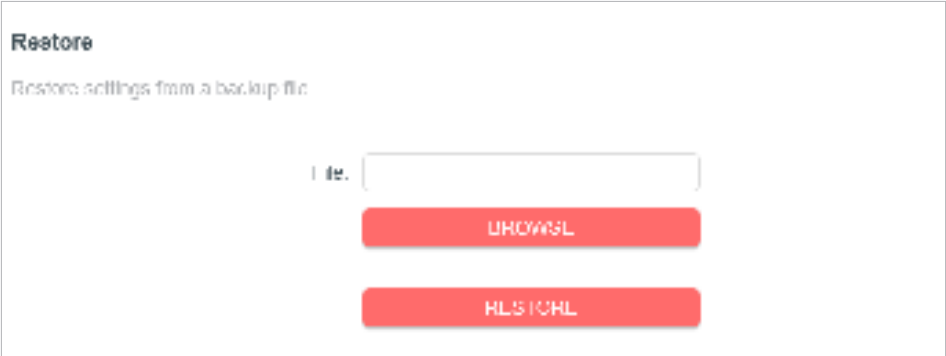 Restore
Restore settings from a backup file
File:
BROWSE
RESTORE